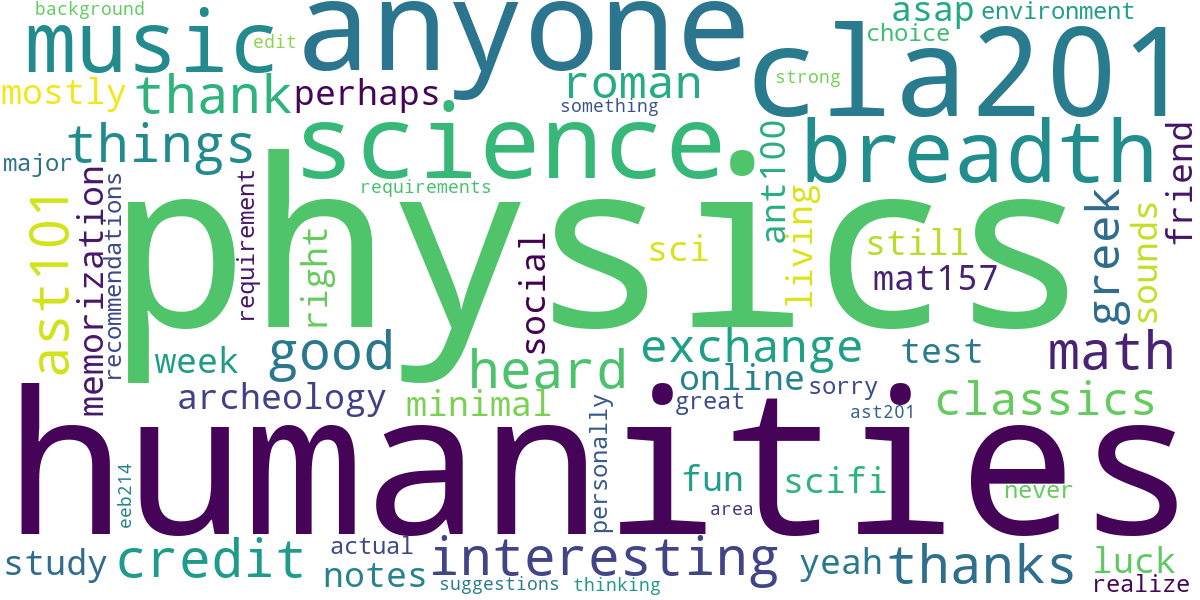 background
music
edit
anyone
asap
environment
choice
cla201
strong
mostly
thank
perhaps
roman
something
things
science
breadth
major
memorization
recommendations
requirement
requirements
physics
ant100
friend
ast101
right
social
sci
living
still
mat157
greek
sounds
week
good
heard
exchange
test
math
archeology
minimal
online
sorry
great
ast201
classics
personally
humanities
eeb214
fun
scifi
never
area
study
credit
actual
notes
interesting
suggestions
thinking
yeah
thanks
luck
realize